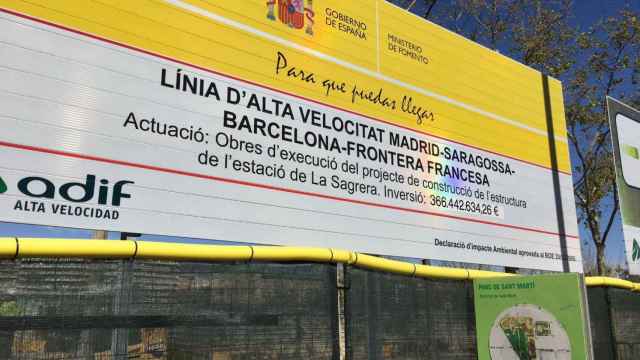 GOBIERNO
DE ESPAÑA
MINISTERIO
DE FOMENTO
Para que puedas llegar
LÍNIA D'ALTA VELOCITAT MADRID-SARAGOSSA-
BARCELONA-FRONTERA FRANCESA
Actuació: Obres d'execució del projecte de construcció de l'estructura
de l'estació de La Sagrera. Inversió: 366.442.634,26 €
adif
ALTA VELOCIDAD
Declaració d'impacte Ambiental aprovada al BOE
PINS DE SANT MARTÍ